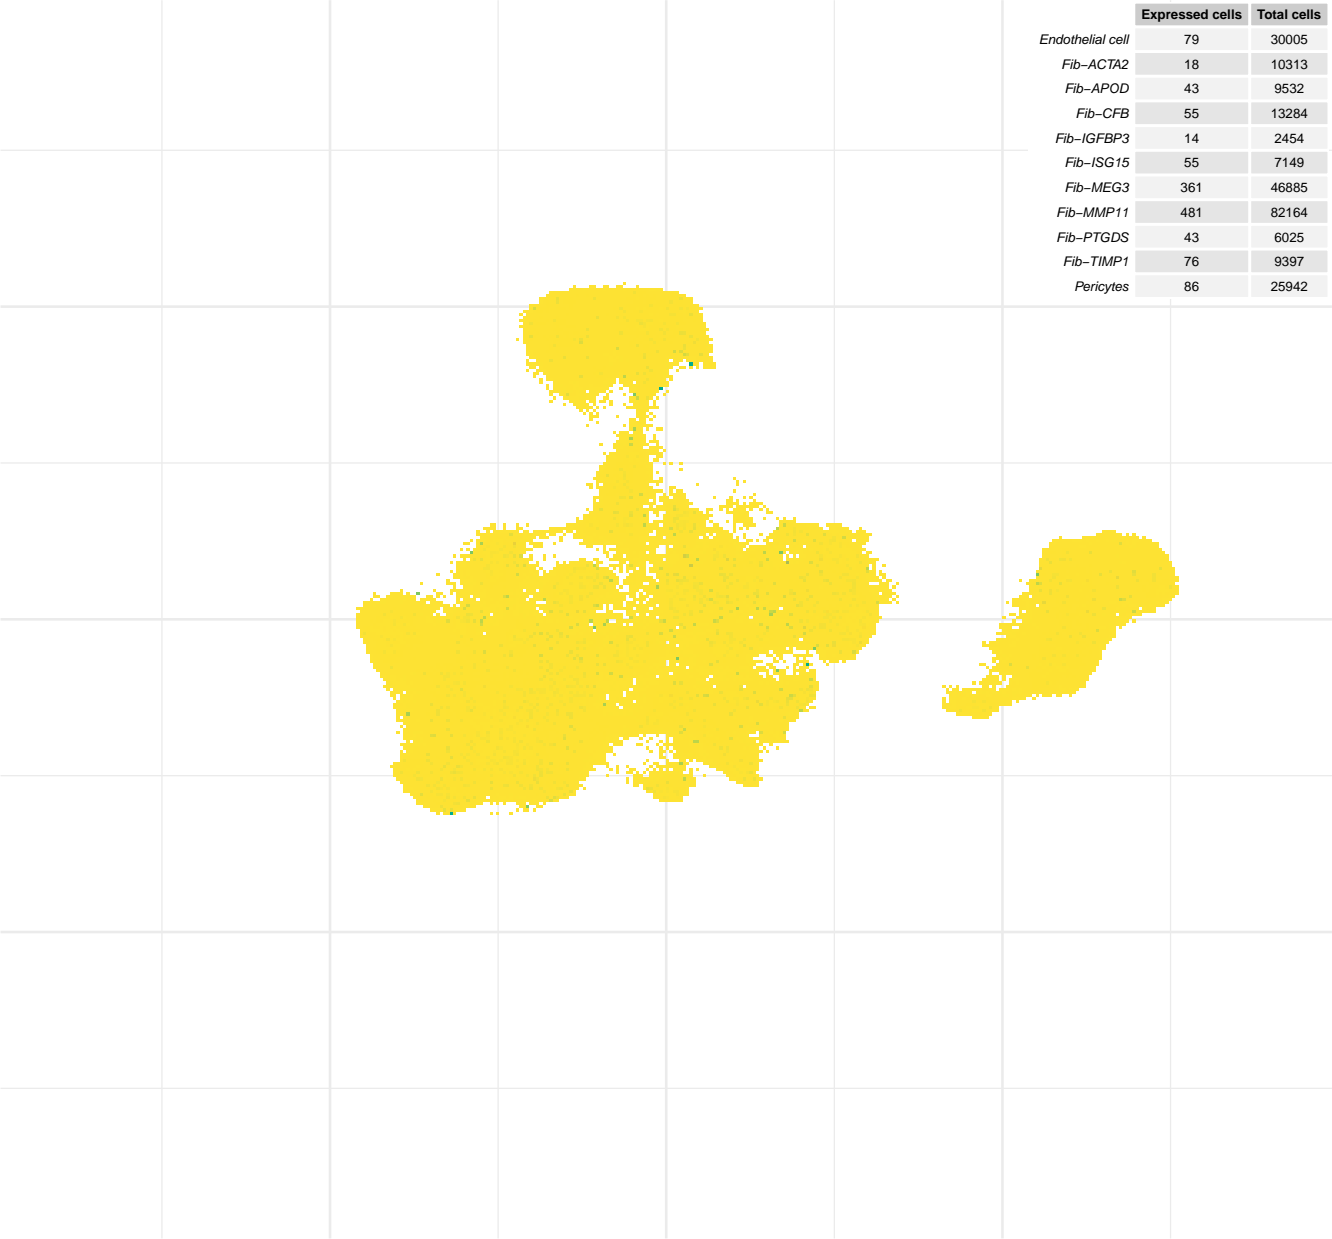 Expressed cells Total cells
Endothelial cell 79 30005
Fib−ACTA2 18 10313
Fib−APOD 43 9532
Fib−CFB 55 13284
Fib−IGFBP3 14 2454
Fib−ISG15 55 7149
Fib−MEG3 361 46885
Fib−MMP11 481 82164
Fib−PTGDS 43 6025
Fib−TIMP1 76 9397
Pericytes 86 25942